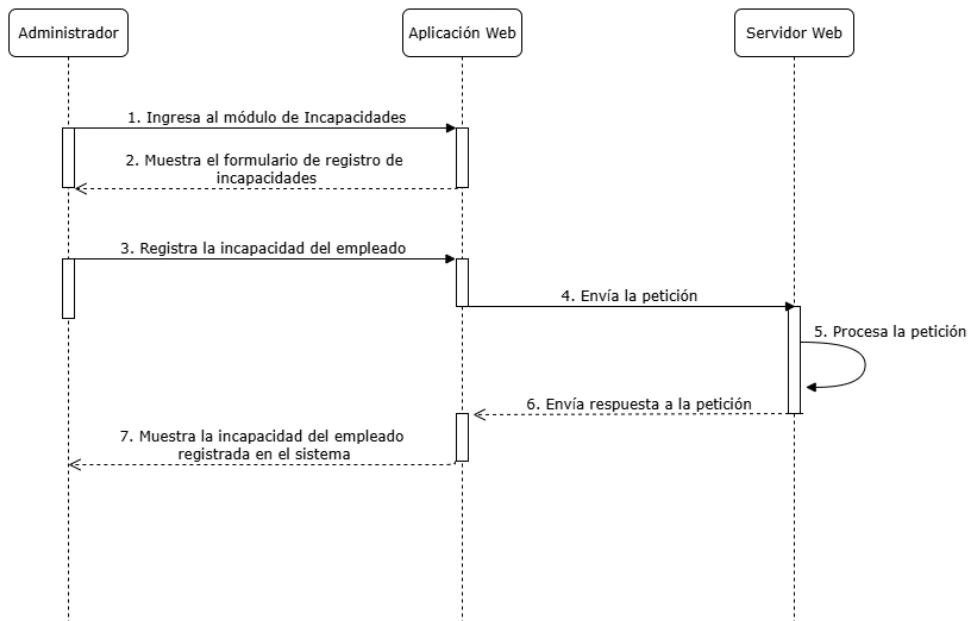 Administrador
Aplicación Web
Servidor Web
1. Ingresa al módulo de Incapacidades
2. Muestra el formulario de registro de
incapacidades
3. Registra la incapacidad del empleado
4. Envía la petición
5. Procesa la petición
6. Envía respuesta a la petición
7. Muestra la incapacidad del empleado
registrada en el sistema